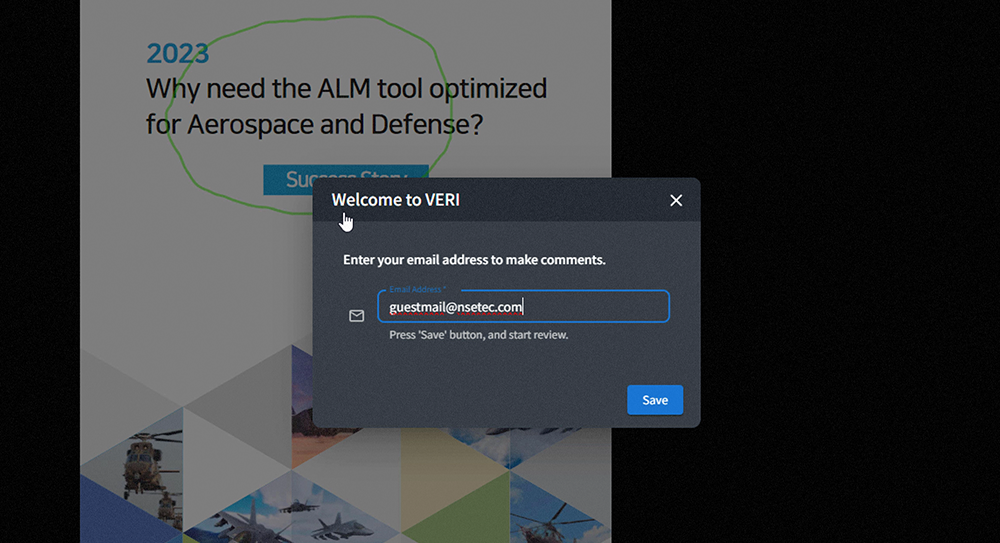 2023
Why need the ALM tool optimized
for Aerospace and Defense?
Success Story
Welcome to VERI
Enter your email address to make comments.
Email Address *
guestmail@nsetec.com
Press 'Save' button, and start review.
Save